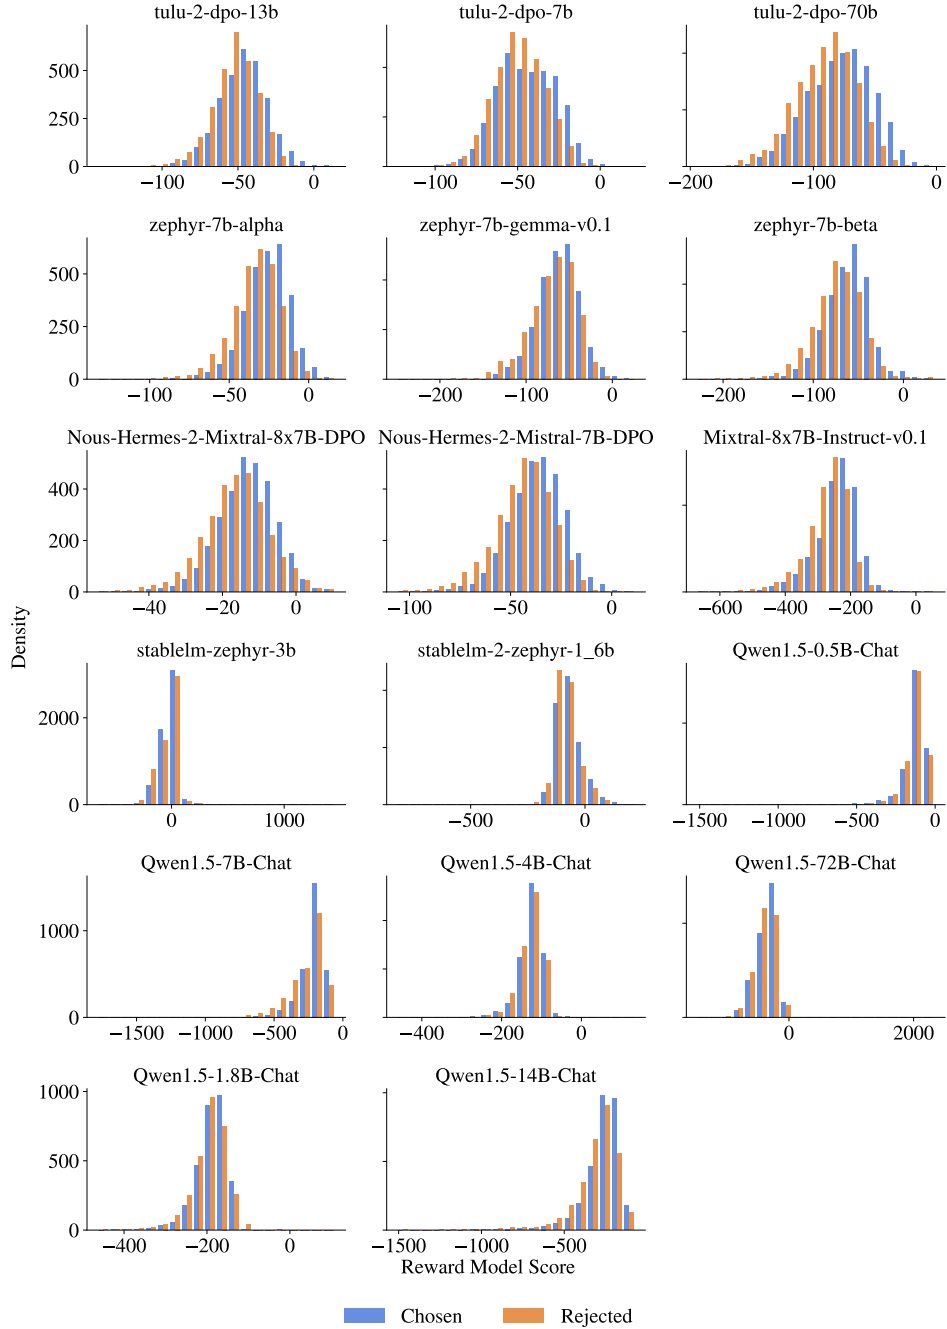 tulu-2-dpo-13b tulu-2-dpo-7b tulu-2-dpo-70b
500
250
0
−100 −50 0 −100 −50 0 −200 −100 0
zephyr-7b-alpha zephyr-7b-gemma-v0.1 zephyr-7b-beta
500
250
0
−100 −50 0 −200 −100 0 −200 −100 0
Nous-Hermes-2-Mixtral-8x7B-DPO Nous-Hermes-2-Mistral-7B-DPO Mixtral-8x7B-Instruct-v0.1
400
200
0
−40 −20 0 −100 −50 0 −600 −400 −200 0
Density
stablelm-zephyr-3b stablelm-2-zephyr-1_6b Qwen1.5-0.5B-Chat
2000
0
0 1000 −500 0 −1500 −1000 −500 0
Qwen1.5-7B-Chat Qwen1.5-4B-Chat Qwen1.5-72B-Chat
1000
0
−1500 −1000 −500 0 −400 −200 0 0 2000
Qwen1.5-1.8B-Chat Qwen1.5-14B-Chat
1000
500
0
−400 −200 0 −1500 −1000 −500
Reward Model Score
Chosen Rejected